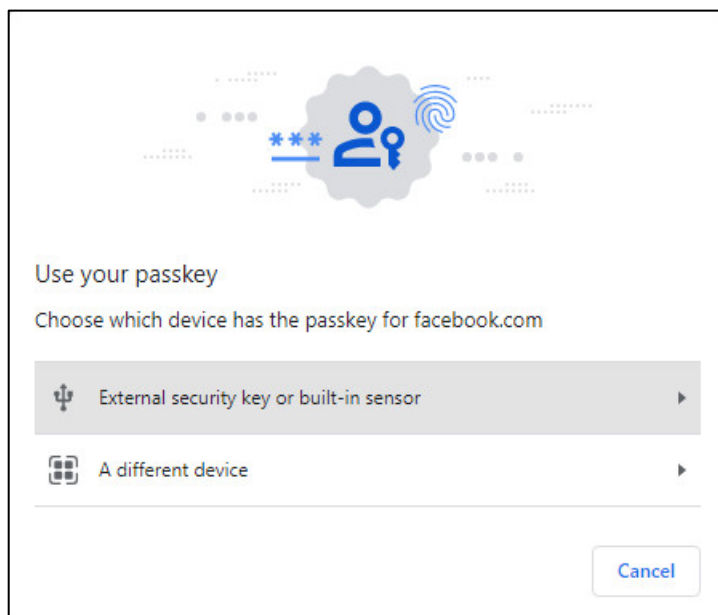 ***
Use your passkey
Choose which device has the passkey for facebook.com
External security key or built-in sensor
A different device
Cancel